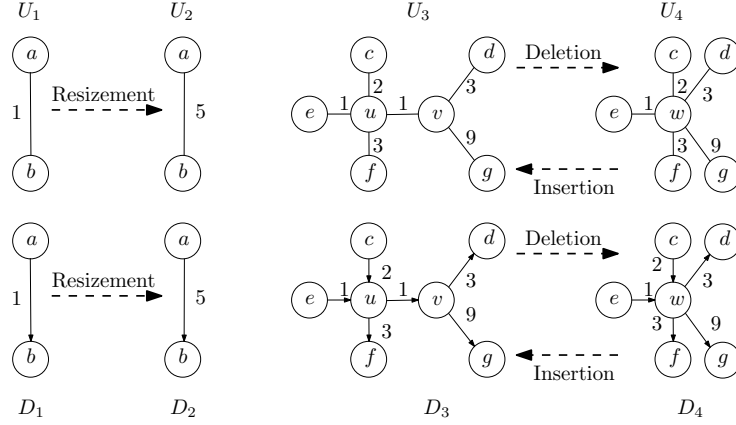 U1 U2 U3 U4
a a c d c d
Deletion
1 Resizement 5 2 3 2 3
e 1 u 1 v e 1 w
3 9 3 9
b b f g f g
Insertion
a a c d c d
Deletion
1 Resizement 5 2 3 2 3
e 1 u 1 v e 1 w
3 9 3 9
b b f g f g
Insertion
D1 D2 D3 D4